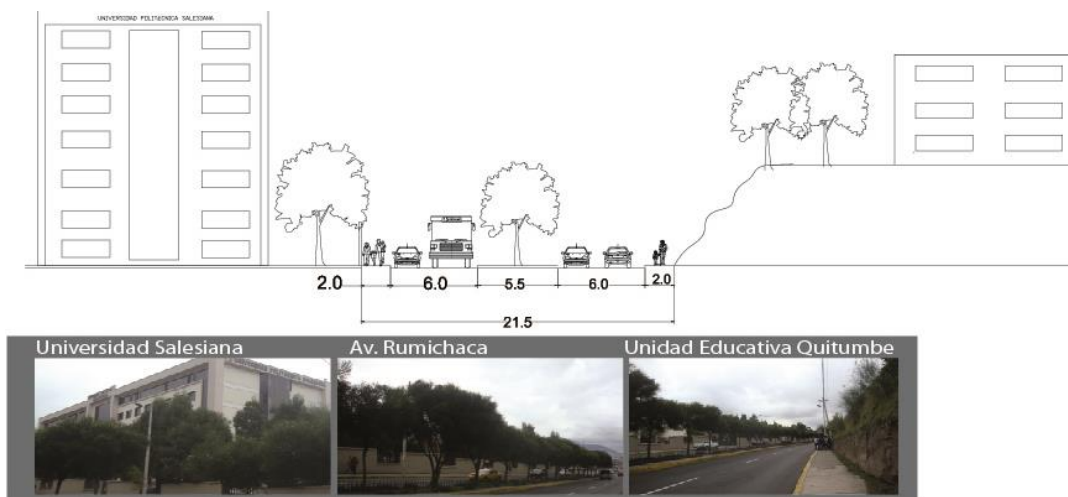 UNIVERSIDAD POLITÉCNICA SALESIANA
2.0
6.0
5.5
6.0
2.0
21.5
Universidad Salesiana
Av. Rumichaca
Unidad Educativa Quitumbe